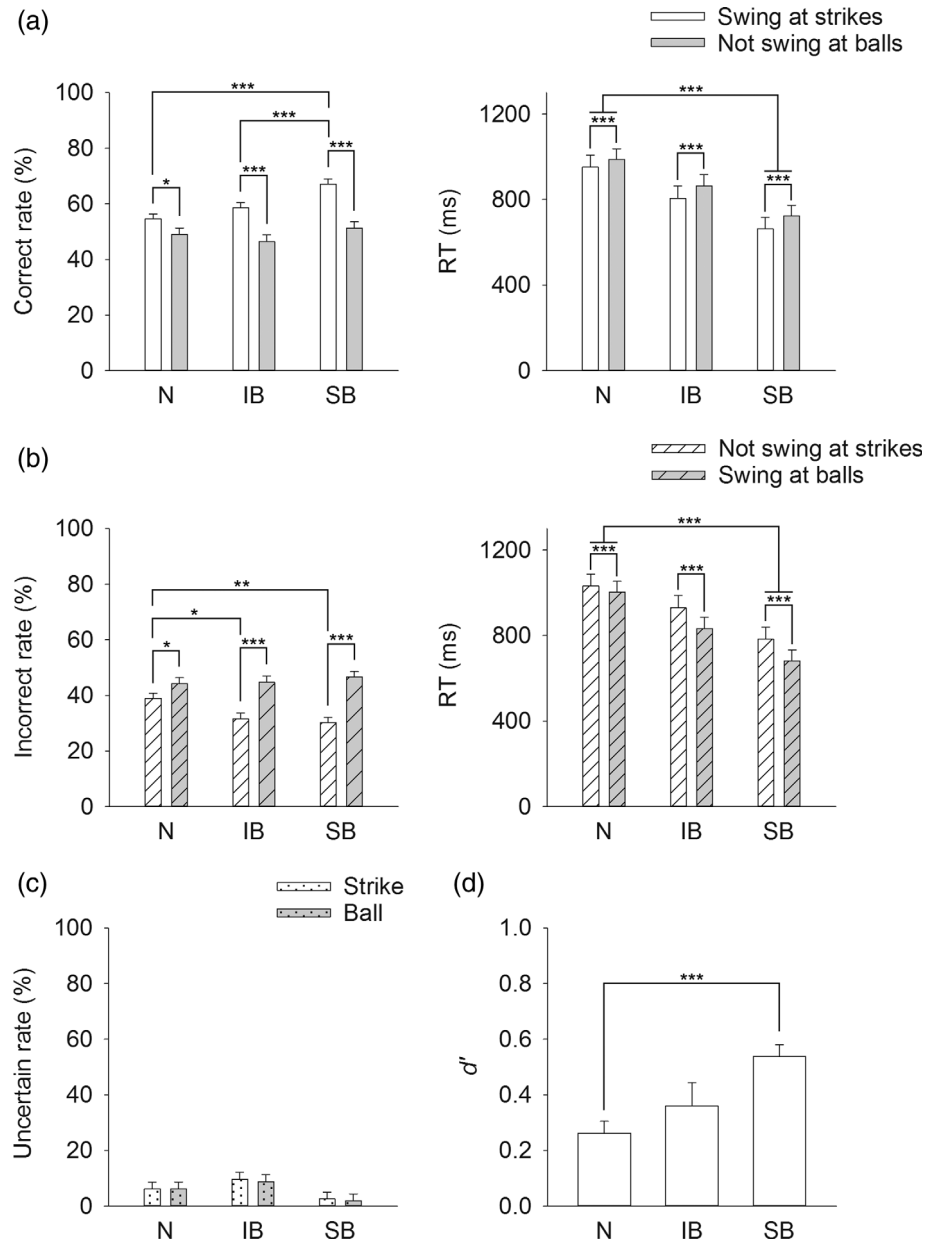 (a)
Swing at strikes
Not swing at balls
Correct rate (%)
100
80
60
40
20
0
***
***
* *** ***
N IB SB
RT (ms)
1200
800
400
0
***
*** *** ***
N IB SB
(b)
Not swing at strikes
Swing at balls
Incorrect rate (%)
100
80
60
40
20
0
**
*
* *** ***
N IB SB
RT (ms)
1200
800
400
0
***
*** *** ***
N IB SB
(c)
Strike
Ball
Uncertain rate (%)
100
80
60
40
20
0
N IB SB
(d)
d'
1.0
0.8
0.6
0.4
0.2
0.0
***
N IB SB